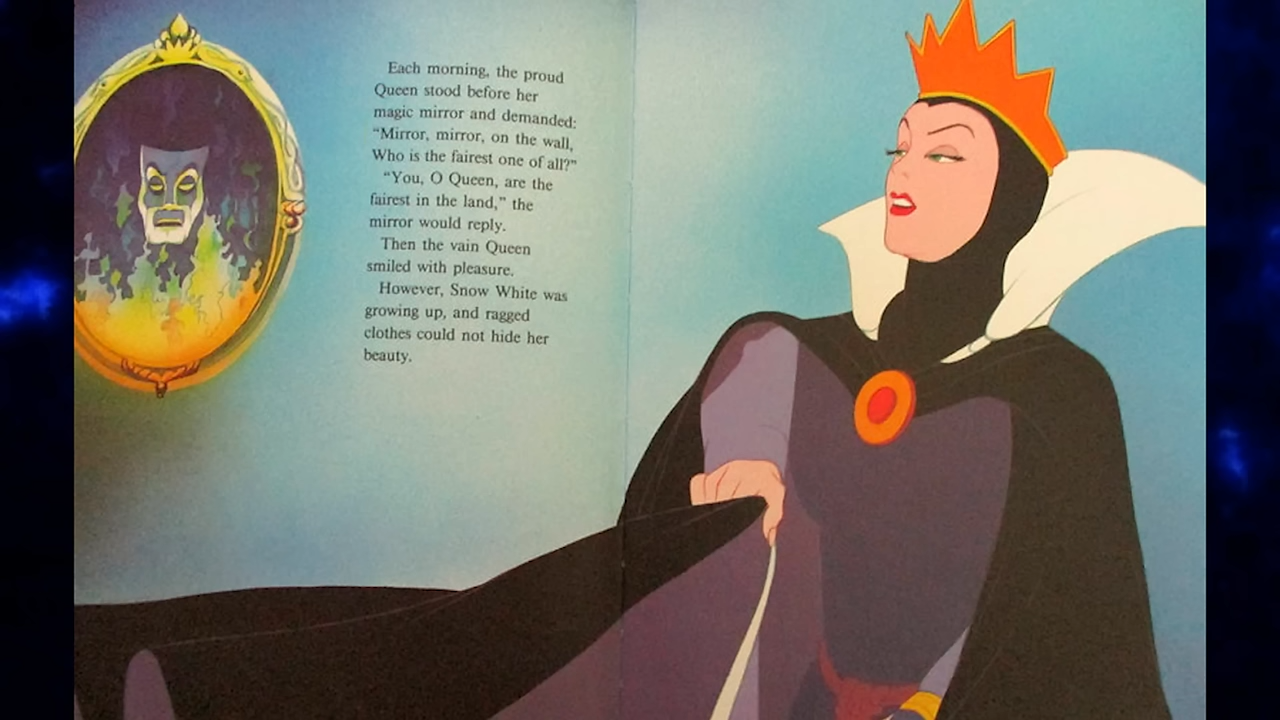 Each morning, the proud
Queen stood before her
magic mirror and demanded:
“Mirror, mirror, on the wall,
Who is the fairest one of all?”
“You, O Queen, are the
fairest in the land,” the
mirror would reply.
Then the vain Queen
smiled with pleasure.
However, Snow White was
growing up, and ragged
clothes could not hide her
beauty.